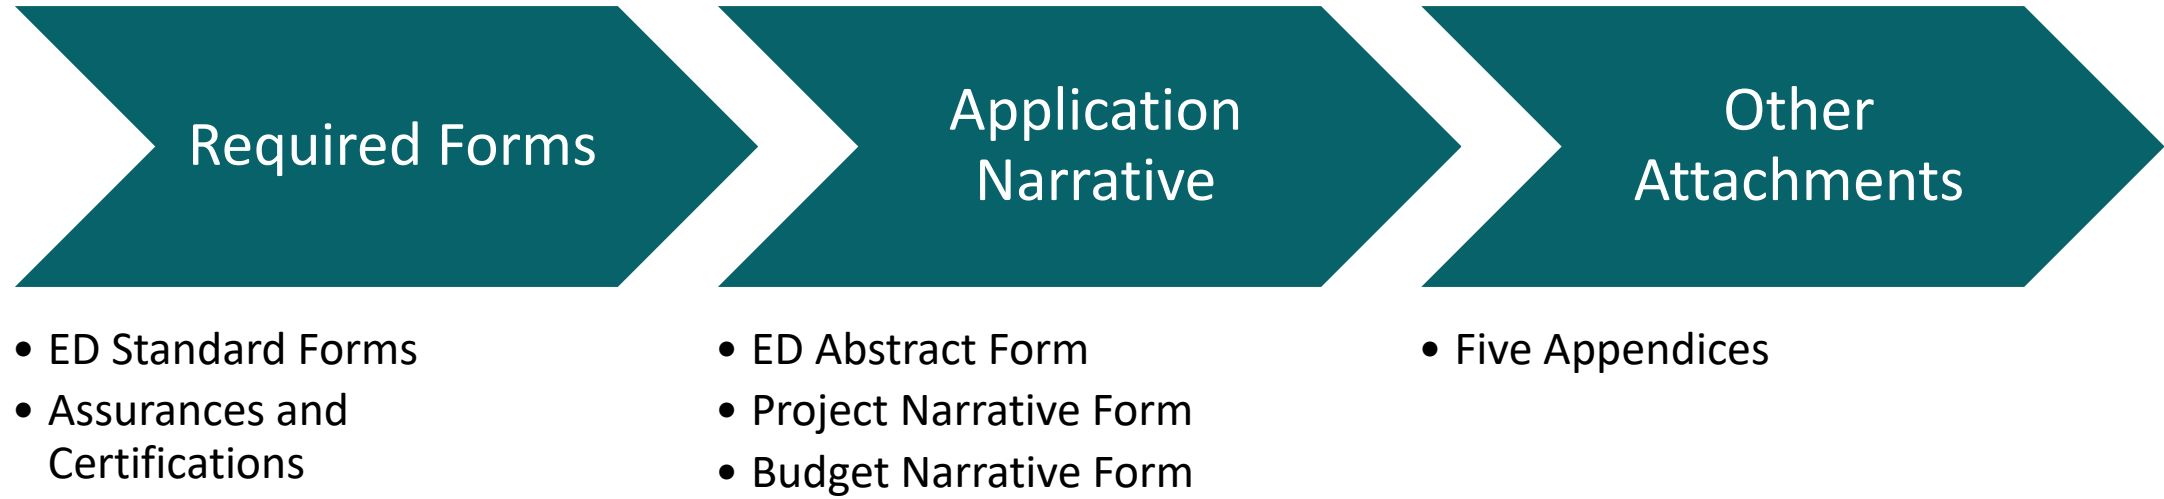 Required Forms
• ED Standard Forms
• Assurances and
Certifications
Application
Narrative
• ED Abstract Form
• Project Narrative Form
• Budget Narrative Form
Other
Attachments
• Five Appendices